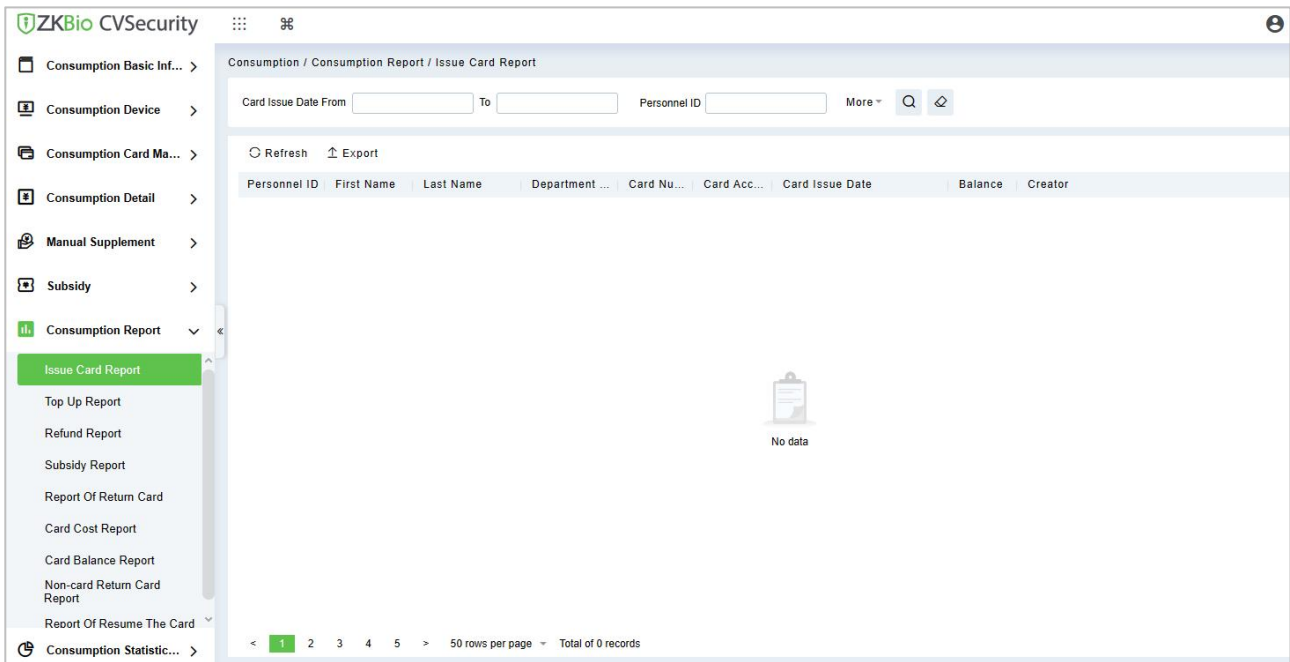 ZKBio CVSecurity
Consumption Basic Inf...
Consumption Device
Consumption Card Ma...
Consumption Detail
Manual Supplement
Subsidy
Consumption Report
Issue Card Report
Top Up Report
Refund Report
Subsidy Report
Report Of Return Card
Card Cost Report
Card Balance Report
Non-card Return Card
Report
Report Of Resume The Card
Consumption Statistic...
Consumption / Consumption Report / Issue Card Report
Card Issue Date From To Personnel ID More
Refresh Export
Personnel ID First Name Last Name Department ... Card Nu... Card Acc... Card Issue Date Balance Creator
No data
< 1 2 3 4 5 > 50 rows per page Total of 0 records